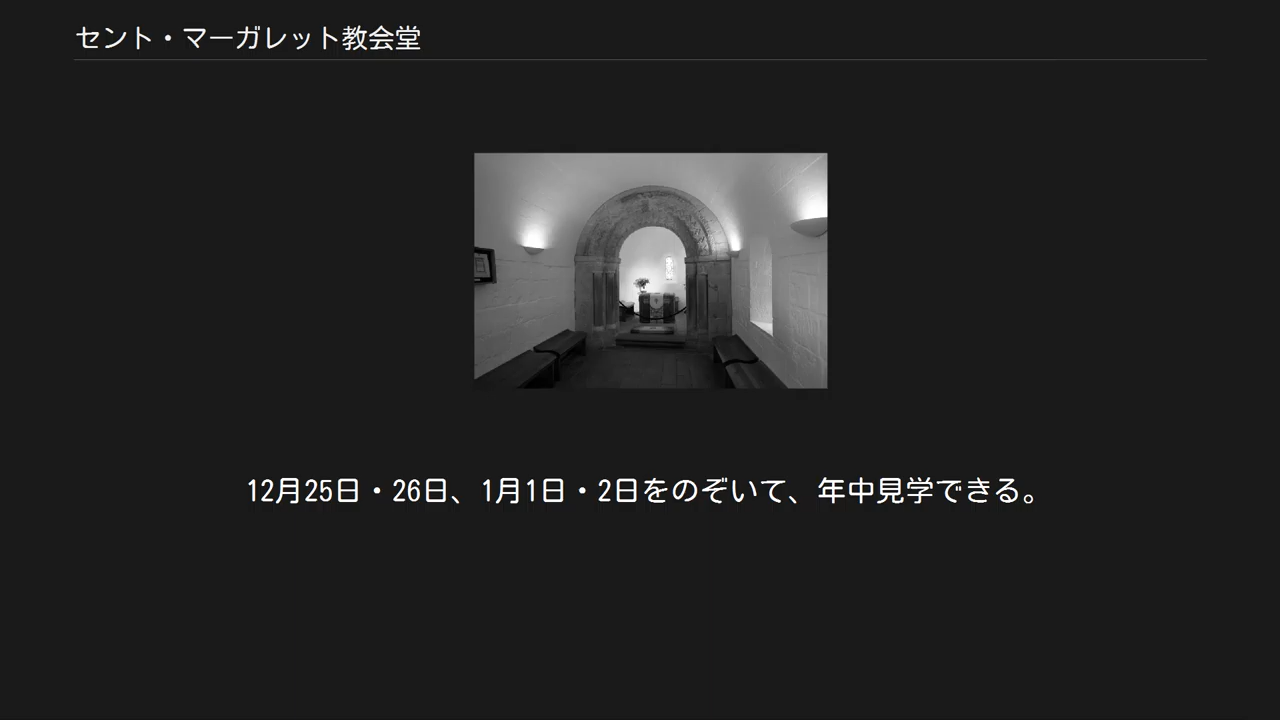 セント・マーガレット教会堂
12月25日・26日、1月1日・2日をのぞいて、年中見学できる。